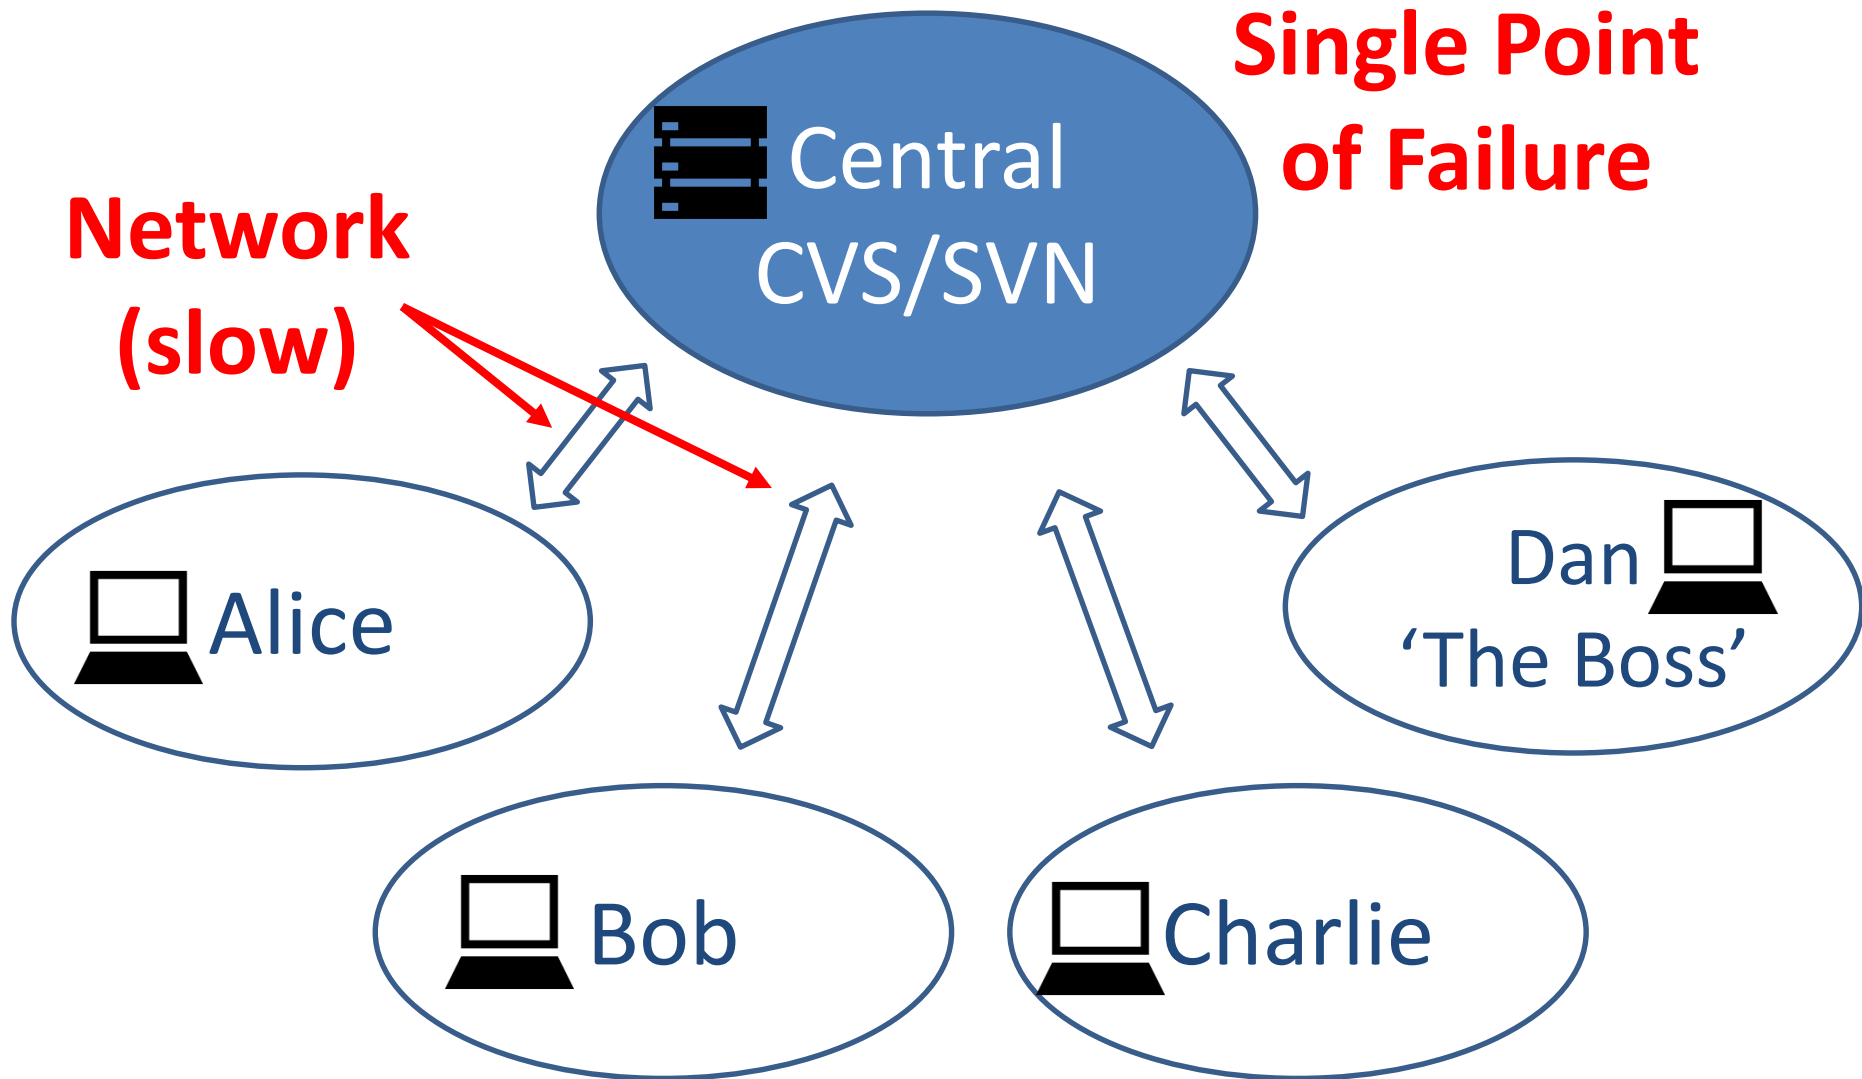 Single Point
of Failure
Central
CVS/SVN
Network
(slow)
Alice
Dan
‘The Boss’
Bob
Charlie